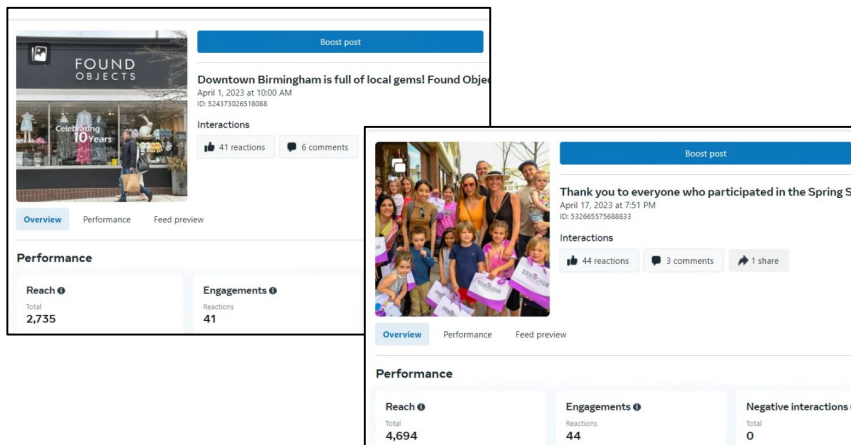 Boost post
FOUND
OBJECTS
Celebrating
10 Years
Downtown Birmingham is full of local gems! Found Objec
April 1, 2023 at 10:00 AM
ID: 524373026518088
Interactions
41 reactions
6 comments
Overview
Performance
Feed preview
Performance
Reach
Engagements
Total
Reactions
2,735
41
Boost post
Thank you to everyone who participated in the Spring S
April 17, 2023 at 7:51 PM
ID: 532665575688833
Interactions
44 reactions
3 comments
1 share
BIRMINGHAM
Overview
Performance
Feed preview
Performance
Reach
Engagements
Negative interactions
Total
Reactions
Total
4,694
44
0